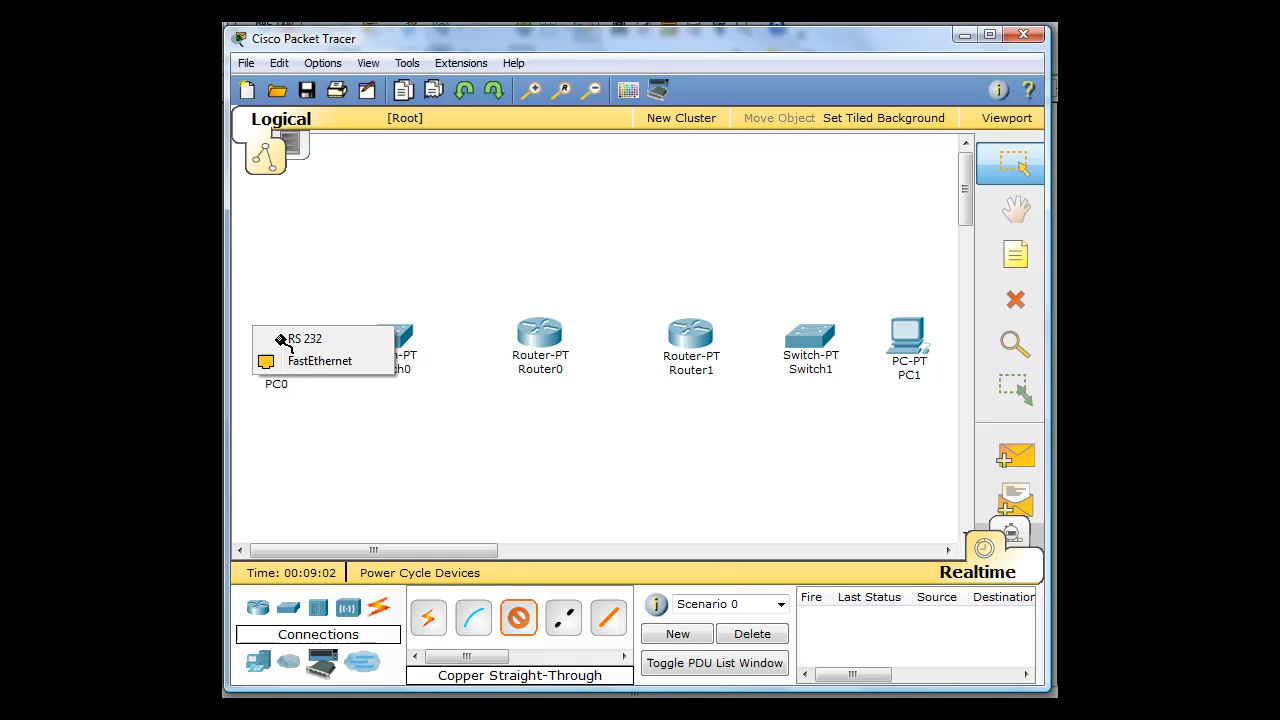 Cisco Packet Tracer
File Edit Options View Tools Extensions Help
Logical [Root] New Cluster Move Object Set Tiled Background Viewport
RS 232
FastEthernet
PC0
n-PT
ch0
Router-PT
Router0
Router-PT
Router1
Switch-PT
Switch1
PC-PT
PC1
Time: 00:09:02 Power Cycle Devices Realtime
Connections
Copper Straight-Through
Scenario 0
New Delete
Toggle PDU List Window
Fire Last Status Source Destination